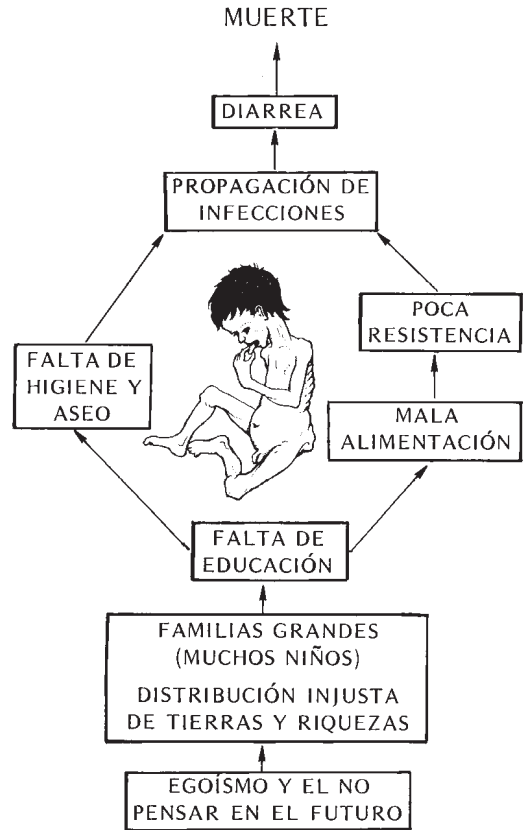 MUERTE
DIARREA
PROPAGACIÓN DE
INFECCIONES
POCA
RESISTENCIA
FALTA DE
HIGIENE Y
ASEO
MALA
ALIMENTACIÓN
FALTA DE
EDUCACIÓN
FAMILIAS GRANDES
(MUCHOS NIÑOS)
DISTRIBUCIÓN INJUSTA
DE TIERRAS Y RIQUEZAS
EGOÍSMO Y EL NO
PENSAR EN EL FUTURO